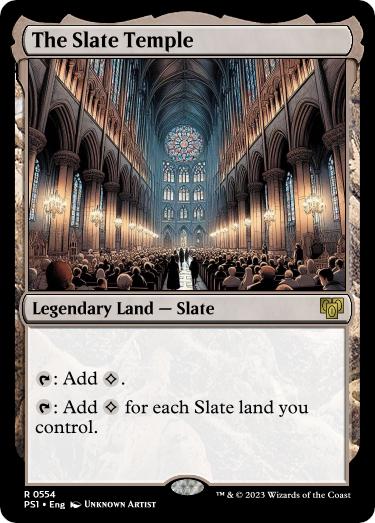 The Slate Temple
Legendary Land — Slate
: Add .
: Add for each Slate land you
control.
R 0554
PS1 • Eng Unknown Artist
™ & © 2023 Wizards of the Coast